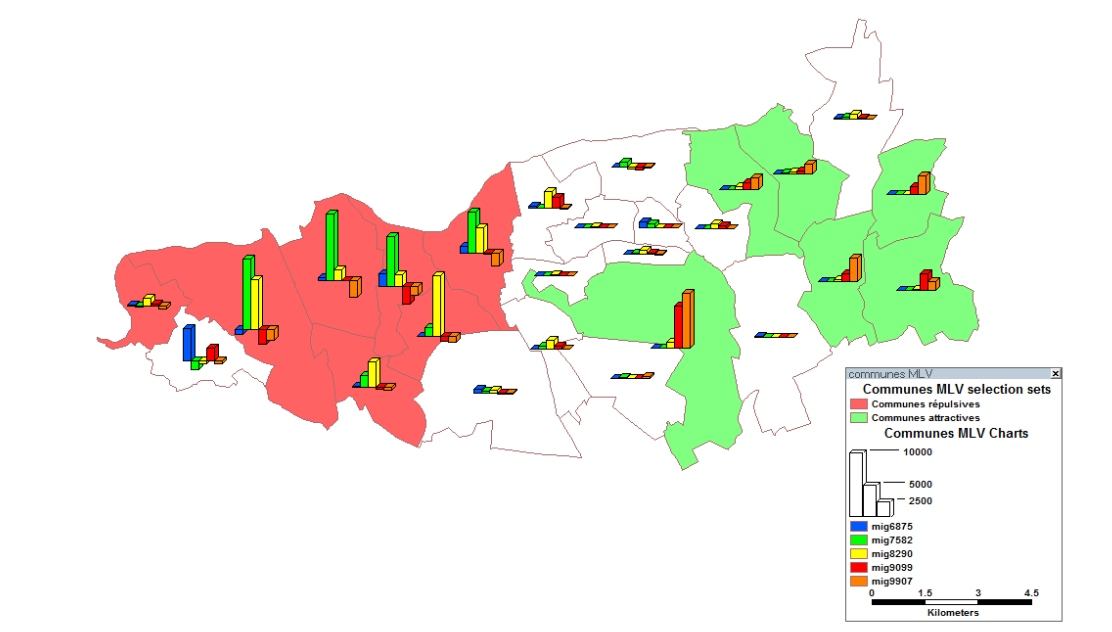 communes MLV
Communes MLV selection sets
Communes répulsives
Communes attractives
Communes MLV Charts
10000
5000
2500
mig6875
mig7582
mig8290
mig9099
mig9907
0 1.5 3 4.5
Kilometers